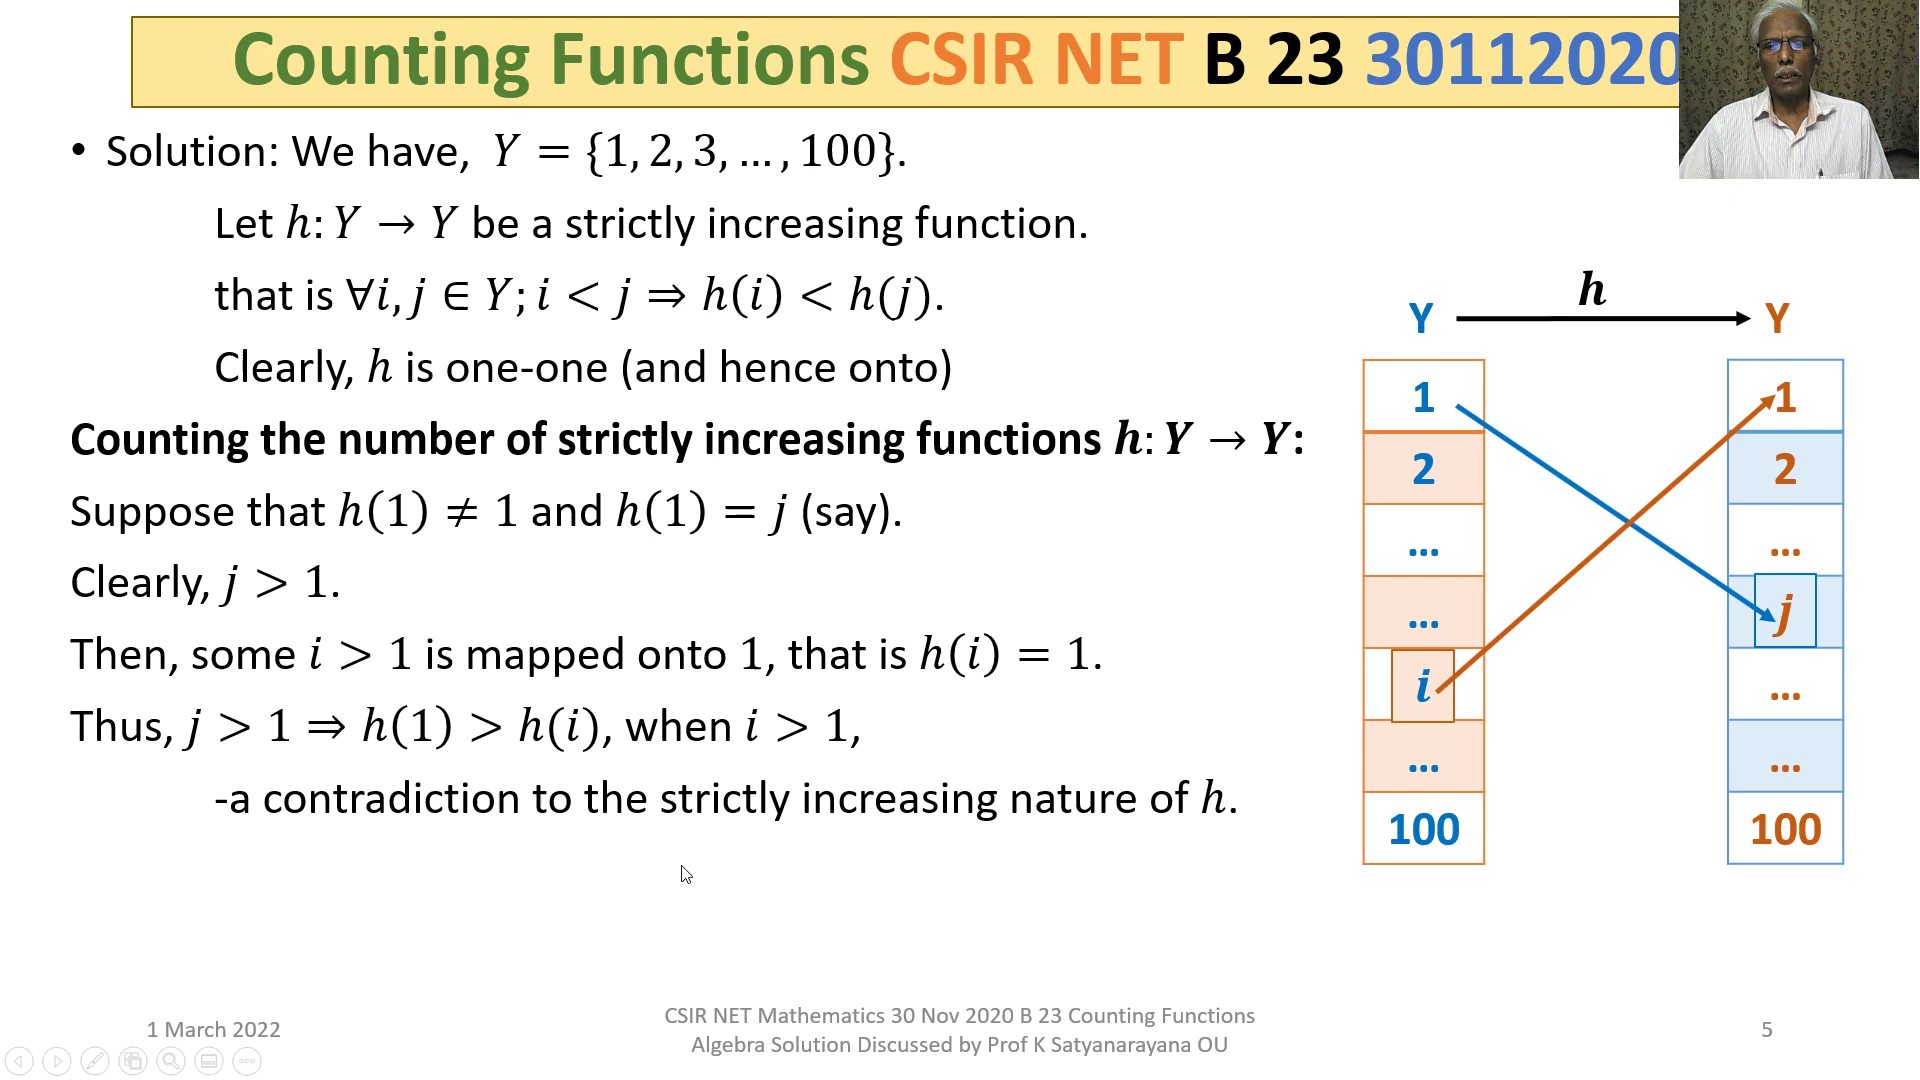 Counting Functions CSIR NET B 23 30112020
• Solution: We have, Y = {1, 2, 3, … , 100}.
Let h: Y → Y be a strictly increasing function.
that is ∀i, j ∈ Y; i < j ⇒ h(i) < h(j).
Clearly, h is one-one (and hence onto)
Counting the number of strictly increasing functions h: Y → Y:
Suppose that h(1) ≠ 1 and h(1) = j (say).
Clearly, j > 1.
Then, some i > 1 is mapped onto 1, that is h(i) = 1.
Thus, j > 1 ⇒ h(1) > h(i), when i > 1,
-a contradiction to the strictly increasing nature of h.
h
Y Y
1 1
2 2
... ...
... j
i ...
... ...
100 100
1 March 2022
CSIR NET Mathematics 30 Nov 2020 B 23 Counting Functions
Algebra Solution Discussed by Prof K Satyanarayana OU
5